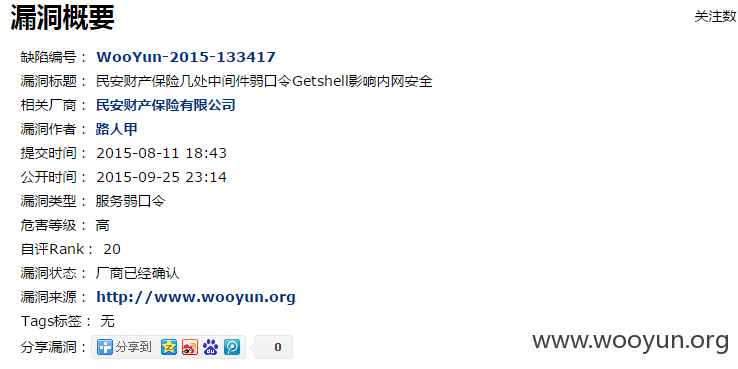 漏洞概要 关注数
缺陷编号： WooYun-2015-133417
漏洞标题： 民安财产保险几处中间件弱口令Getshell影响内网安全
相关厂商： 民安财产保险有限公司
漏洞作者： 路人甲
提交时间： 2015-08-11 18:43
公开时间： 2015-09-25 23:14
漏洞类型： 服务弱口令
危害等级： 高
自评Rank： 20
漏洞状态： 厂商已经确认
漏洞来源： http://www.wooyun.org
Tags标签： 无
分享漏洞： 分享到 0
www.wooyun.org